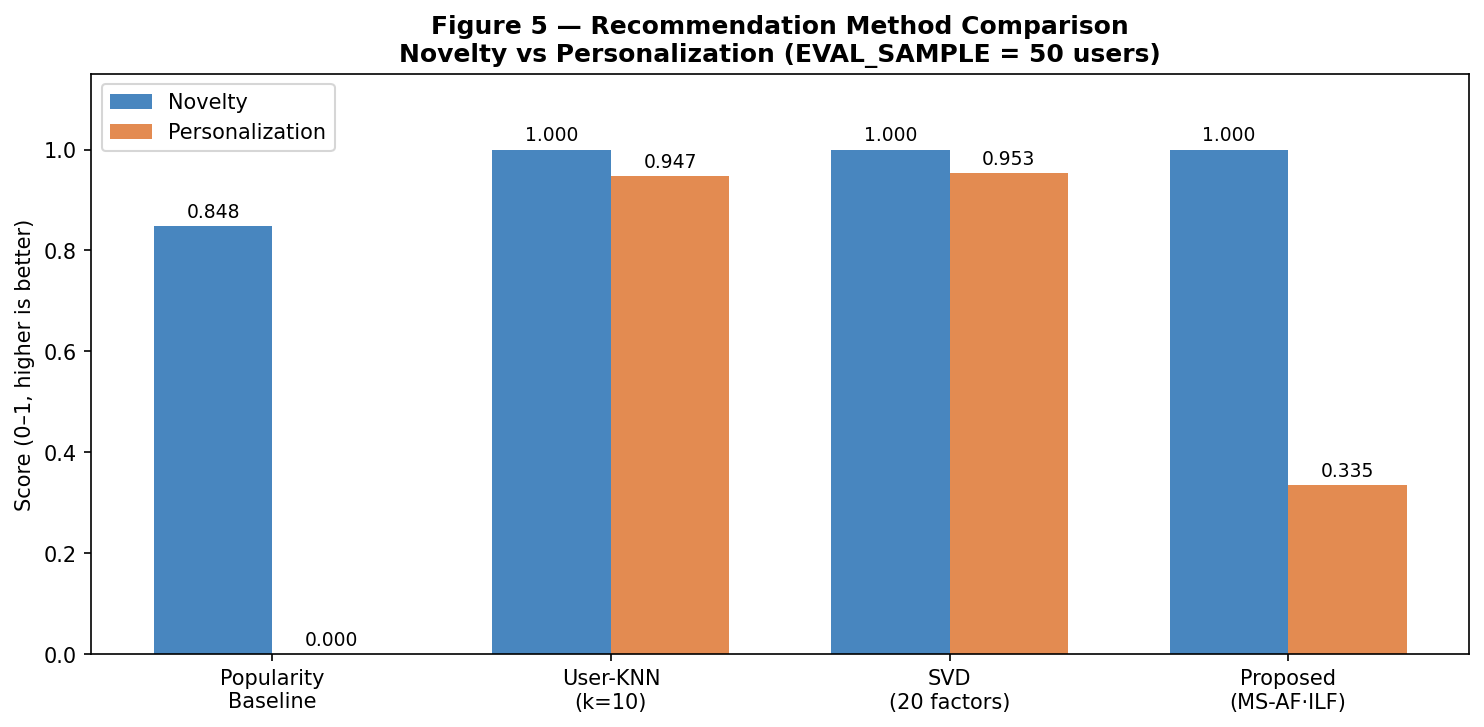 Figure 5 — Recommendation Method Comparison
Novelty vs Personalization (EVAL_SAMPLE = 50 users)
Novelty
Personalization
Score (0–1, higher is better)
1.0
0.8
0.6
0.4
0.2
0.0
0.848
0.000
1.000
0.947
1.000
0.953
1.000
0.335
Popularity
Baseline
User-KNN
(k=10)
SVD
(20 factors)
Proposed
(MS-AF·ILF)